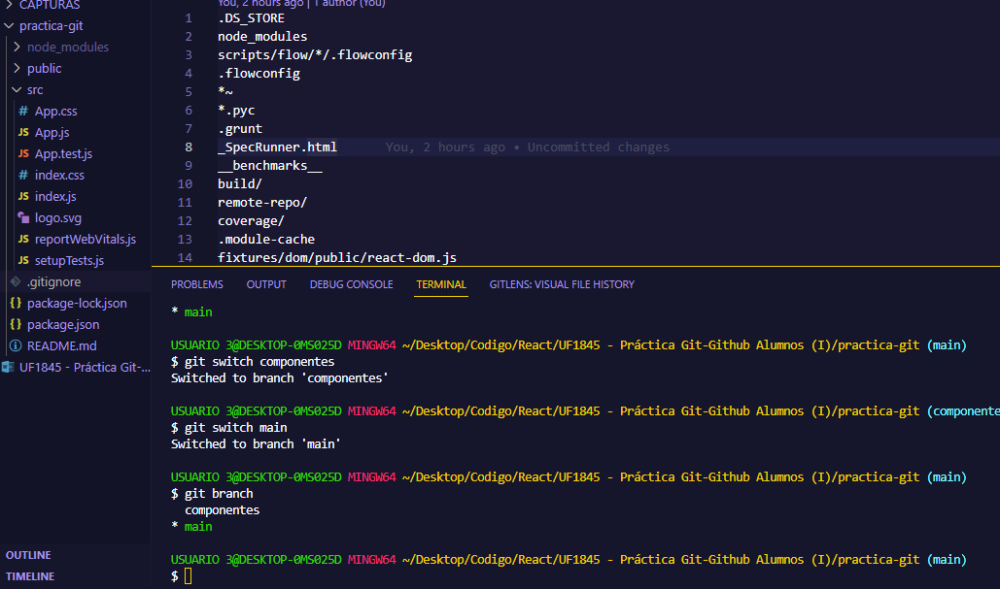 CAPTURAS
practica-git
node_modules
public
src
# App.css
JS App.js
JS App.test.js
# index.css
JS index.js
logo.svg
JS reportWebVitals.js
JS setupTests.js
.gitignore
{} package-lock.json
{} package.json
README.md
UF1845 - Práctica Git-...
OUTLINE
TIMELINE
You, 2 hours ago | 1 author (You)
1 .DS_STORE
2 node_modules
3 scripts/flow/*/.flowconfig
4 .flowconfig
5 *~
6 *.pyc
7 .grunt
8 _SpecRunner.html You, 2 hours ago • Uncommitted changes
9 __benchmarks__
10 build/
11 remote-repo/
12 coverage/
13 .module-cache
14 fixtures/dom/public/react-dom.js
PROBLEMS OUTPUT DEBUG CONSOLE TERMINAL GITLENS: VISUAL FILE HISTORY
* main
USUARIO 3@DESKTOP-0MS025D MINGW64 ~/Desktop/Codigo/React/UF1845 - Práctica Git-Github Alumnos (I)/practica-git (main)
$ git switch componentes
Switched to branch 'componentes'
USUARIO 3@DESKTOP-0MS025D MINGW64 ~/Desktop/Codigo/React/UF1845 - Práctica Git-Github Alumnos (I)/practica-git (componente
$ git switch main
Switched to branch 'main'
USUARIO 3@DESKTOP-0MS025D MINGW64 ~/Desktop/Codigo/React/UF1845 - Práctica Git-Github Alumnos (I)/practica-git (main)
$ git branch
componentes
* main
USUARIO 3@DESKTOP-0MS025D MINGW64 ~/Desktop/Codigo/React/UF1845 - Práctica Git-Github Alumnos (I)/practica-git (main)
$